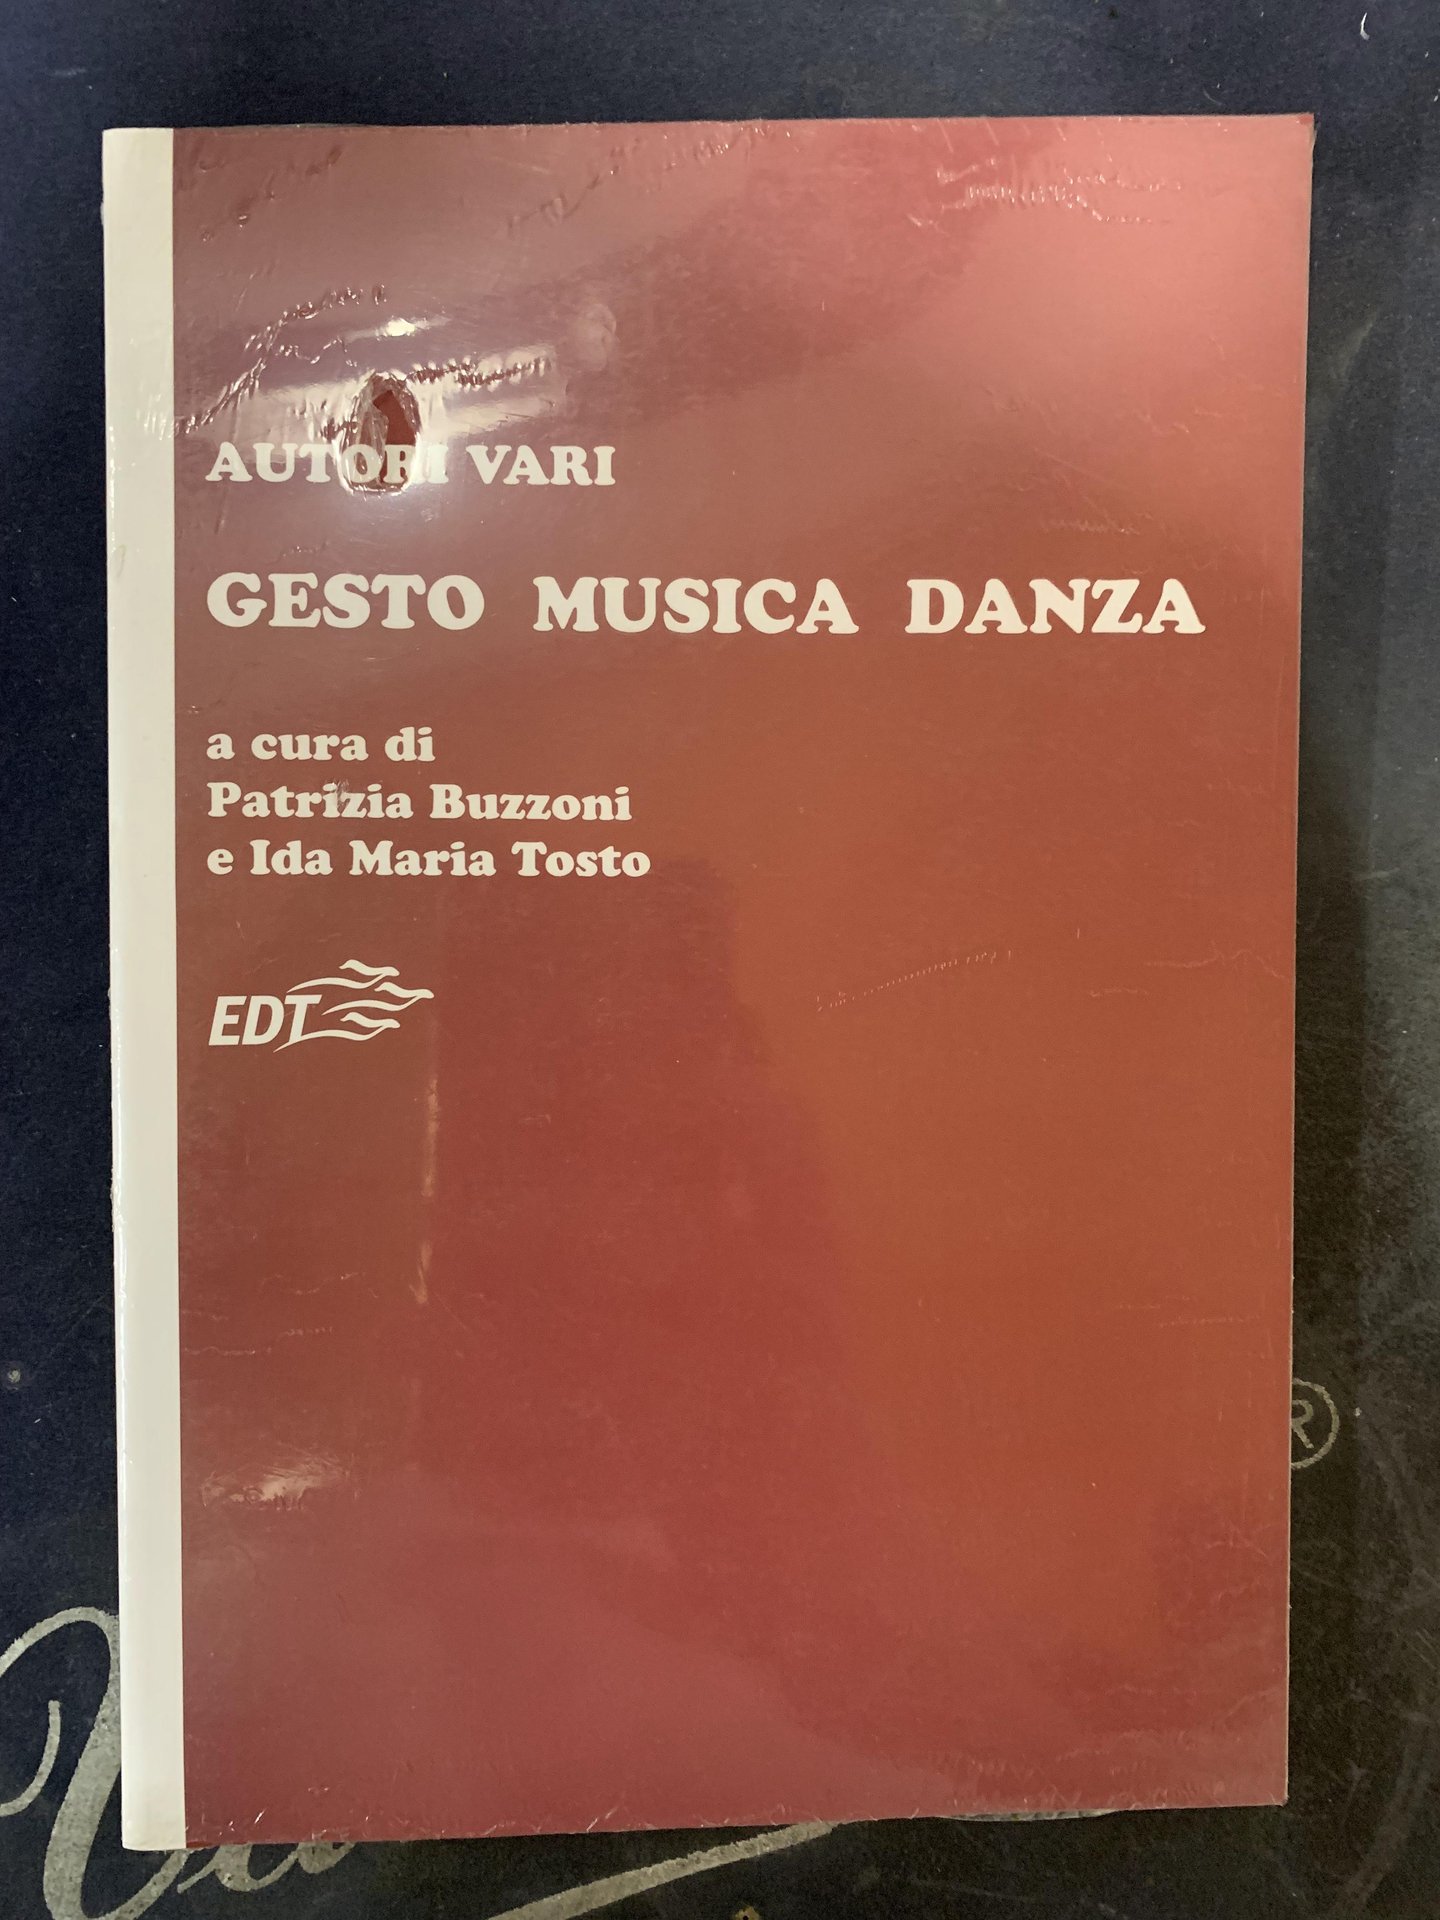 AUTORI VARI
GESTO MUSICA DANZA
a cura di
Patrizia Buzzoni
e Ida Maria Tosto
EDT
®